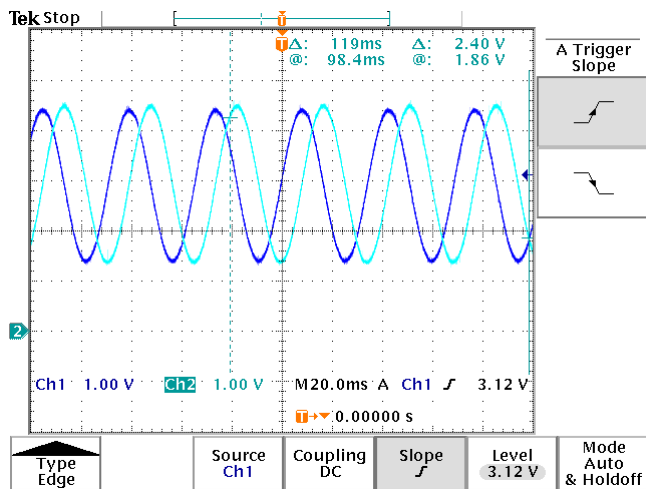 Tek Stop
T
T
Δ: 119ms Δ: 2.40 V
@: 98.4ms @: 1.86 V
A Trigger
Slope
2
Ch1 1.00 V Ch2 1.00 V M20.0ms A Ch1 3.12 V
T 0.00000 s
Type
Edge
Source
Ch1
Coupling
DC
Slope
Level
3.12 V
Mode
Auto
& Holdoff